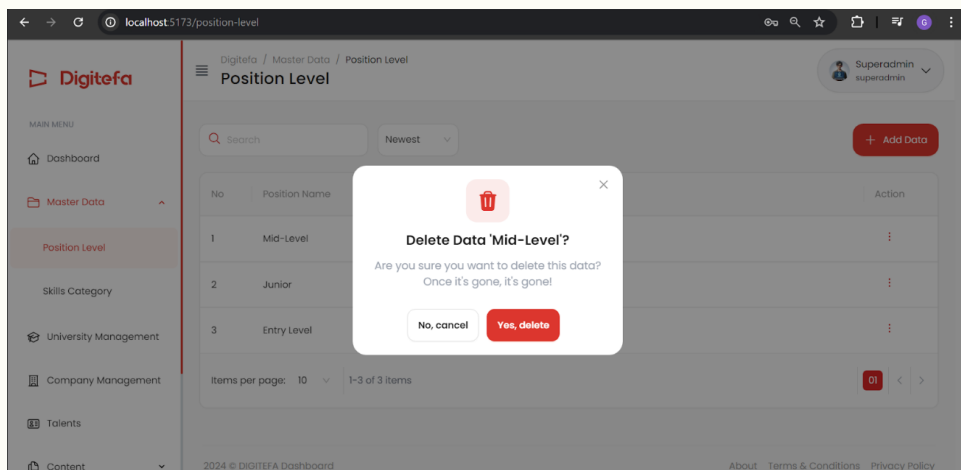 localhost:5173/position-level
G
Digitefa
Digitefa / Master Data / Position Level
Position Level
Superadmin
superadmin
MAIN MENU
Dashboard
Master Data
Position Level
Skills Category
University Management
Company Management
Talents
Content
Search
Newest
+ Add Data
No Position Name Action
1 Mid-Level
2 Junior
3 Entry Level
Delete Data 'Mid-Level'?
Are you sure you want to delete this data?
Once it's gone, it's gone!
No, cancel Yes, delete
Items per page: 10 1-3 of 3 items 01
2024 © DIGITEFA Dashboard About Terms & Conditions Privacy Policy